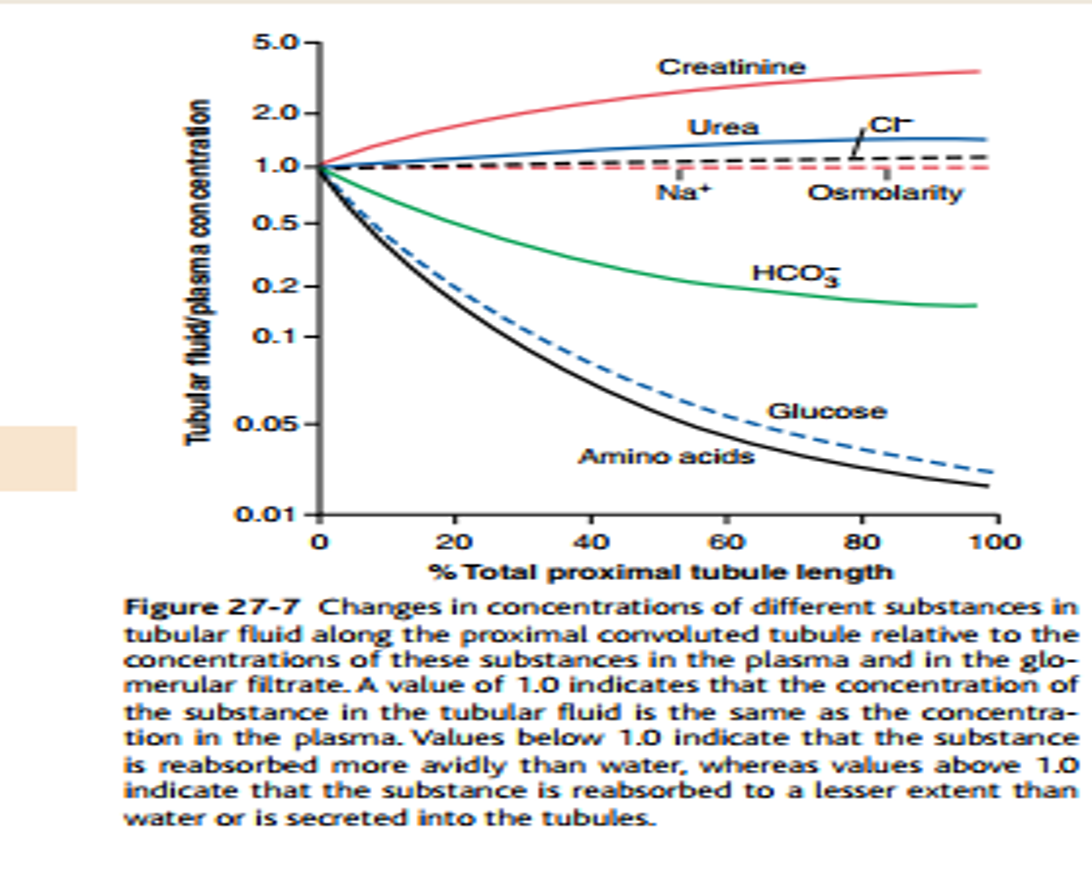 5.0
Creatinine
2.0
Urea
Cl⁻
1.0
Na⁺
Osmolarity
0.5
HCO₃⁻
0.2
0.1
Glucose
0.05
Amino acids
0.01
0 20 40 60 80 100
Tubular fluid/plasma concentration
% Total proximal tubule length
Figure 27-7 Changes in concentrations of different substances in
tubular fluid along the proximal convoluted tubule relative to the
concentrations of these substances in the plasma and in the glo-
merular filtrate. A value of 1.0 indicates that the concentration of
the substance in the tubular fluid is the same as the concentra-
tion in the plasma. Values below 1.0 indicate that the substance
is reabsorbed more avidly than water, whereas values above 1.0
indicate that the substance is reabsorbed to a lesser extent than
water or is secreted into the tubules.